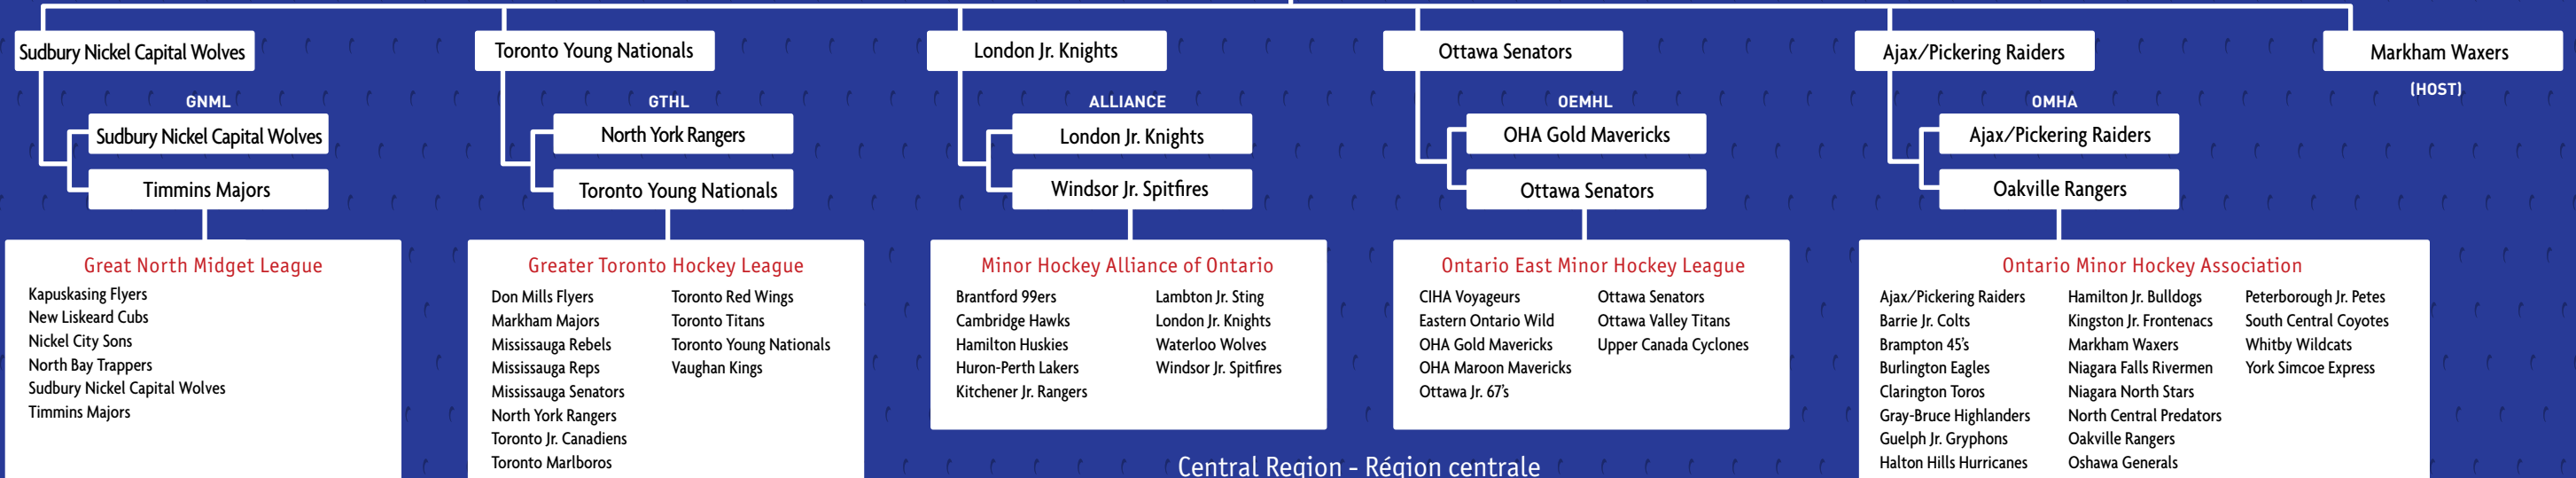 Sudbury Nickel Capital Wolves
Toronto Young Nationals
London Jr. Knights
Ottawa Senators
Ajax/Pickering Raiders
Markham Waxers
(HOST)
GNML
Sudbury Nickel Capital Wolves
Timmins Majors
GTHL
North York Rangers
Toronto Young Nationals
ALLIANCE
London Jr. Knights
Windsor Jr. Spitfires
OEMHL
OHA Gold Mavericks
Ottawa Senators
OMHA
Ajax/Pickering Raiders
Oakville Rangers
Great North Midget League
Kapuskasing Flyers
New Liskeard Cubs
Nickel City Sons
North Bay Trappers
Sudbury Nickel Capital Wolves
Timmins Majors
Greater Toronto Hockey League
Don Mills Flyers
Markham Majors
Mississauga Rebels
Mississauga Reps
Mississauga Senators
North York Rangers
Toronto Jr. Canadiens
Toronto Marlboros
Toronto Red Wings
Toronto Titans
Toronto Young Nationals
Vaughan Kings
Minor Hockey Alliance of Ontario
Brantford 99ers
Cambridge Hawks
Hamilton Huskies
Huron-Perth Lakers
Kitchener Jr. Rangers
Lambton Jr. Sting
London Jr. Knights
Waterloo Wolves
Windsor Jr. Spitfires
Ontario East Minor Hockey League
CIHA Voyageurs
Eastern Ontario Wild
OHA Gold Mavericks
OHA Maroon Mavericks
Ottawa Jr. 67's
Ottawa Senators
Ottawa Valley Titans
Upper Canada Cyclones
Ontario Minor Hockey Association
Ajax/Pickering Raiders
Barrie Jr. Colts
Brampton 45's
Burlington Eagles
Clarington Toros
Gray-Bruce Highlanders
Guelph Jr. Gryphons
Halton Hills Hurricanes
Hamilton Jr. Bulldogs
Kingston Jr. Frontenacs
Markham Waxers
Niagara Falls Rivermen
Niagara North Stars
North Central Predators
Oakville Rangers
Oshawa Generals
Peterborough Jr. Petes
South Central Coyotes
Whitby Wildcats
York Simcoe Express
Central Region - Région centrale